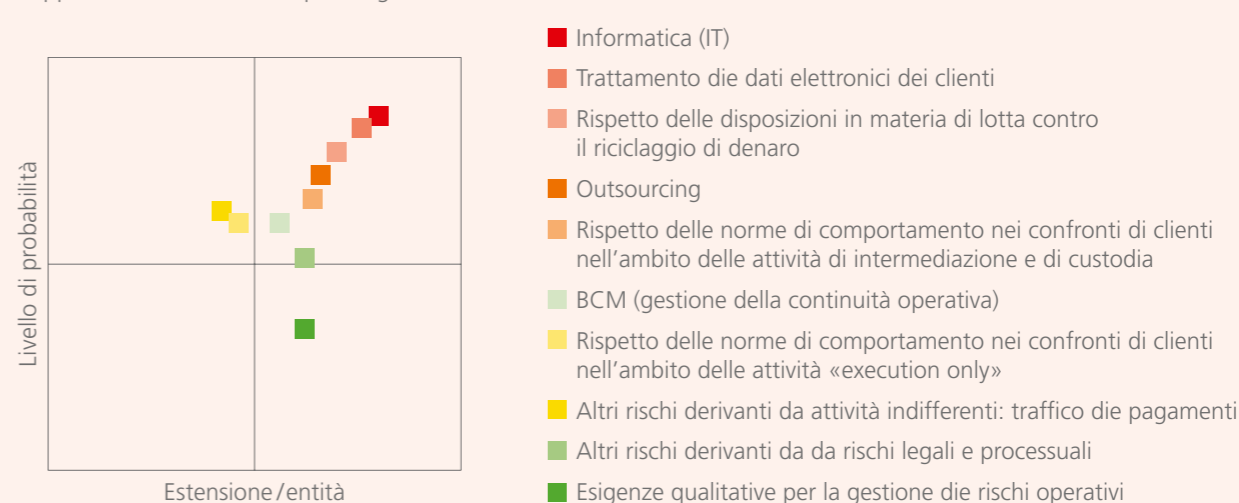 Informatica (IT)
Trattamento die dati elettronici dei clienti
Rispetto delle disposizioni in materia di lotta contro
il riciclaggio di denaro
Outsourcing
Rispetto delle norme di comportamento nei confronti di clienti
nell'ambito delle attività di intermediazione e di custodia
BCM (gestione della continuità operativa)
Rispetto delle norme di comportamento nei confronti di clienti
nell'ambito delle attività «execution only»
Altri rischi derivanti da attività indifferenti: traffico die pagamenti
Altri rischi derivanti da da rischi legali e processuali
Esigenze qualitative per la gestione die rischi operativi
Livello di probabilità
Estensione/entità